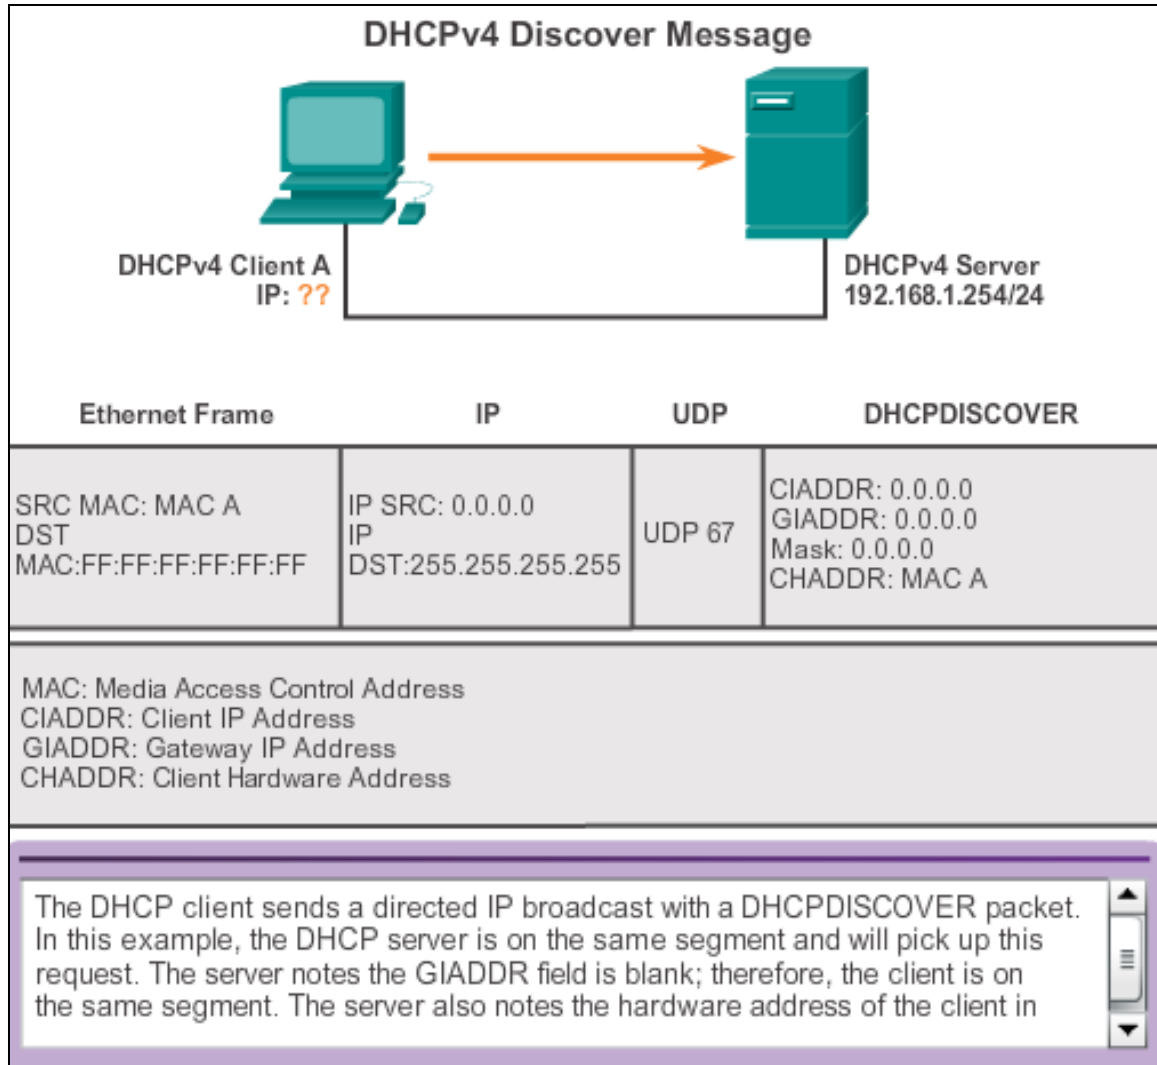 DHCPv4 Discover Message
DHCPv4 Client A
IP: ??
DHCPv4 Server
192.168.1.254/24
Ethernet Frame
IP
UDP
DHCPDISCOVER
SRC MAC: MAC A
DST
MAC:FF:FF:FF:FF:FF:FF
IP SRC: 0.0.0.0
IP
DST:255.255.255.255
UDP 67
CIADDR: 0.0.0.0
GIADDR: 0.0.0.0
Mask: 0.0.0.0
CHADDR: MAC A
MAC: Media Access Control Address
CIADDR: Client IP Address
GIADDR: Gateway IP Address
CHADDR: Client Hardware Address
The DHCP client sends a directed IP broadcast with a DHCPDISCOVER packet.
In this example, the DHCP server is on the same segment and will pick up this
request. The server notes the GIADDR field is blank; therefore, the client is on
the same segment. The server also notes the hardware address of the client in